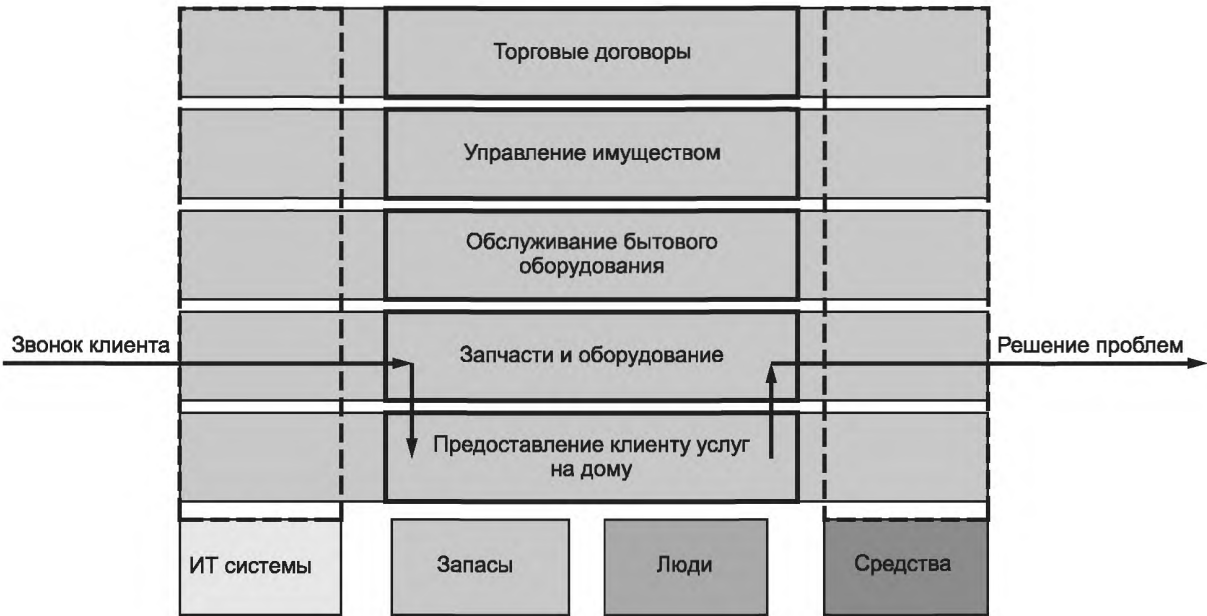 Торговые договоры
Управление имуществом
Обслуживание бытового
оборудования
Звонок клиента
Запчасти и оборудование
Решение проблем
Предоставление клиенту услуг
на дому
ИТ системы
Запасы
Люди
Средства